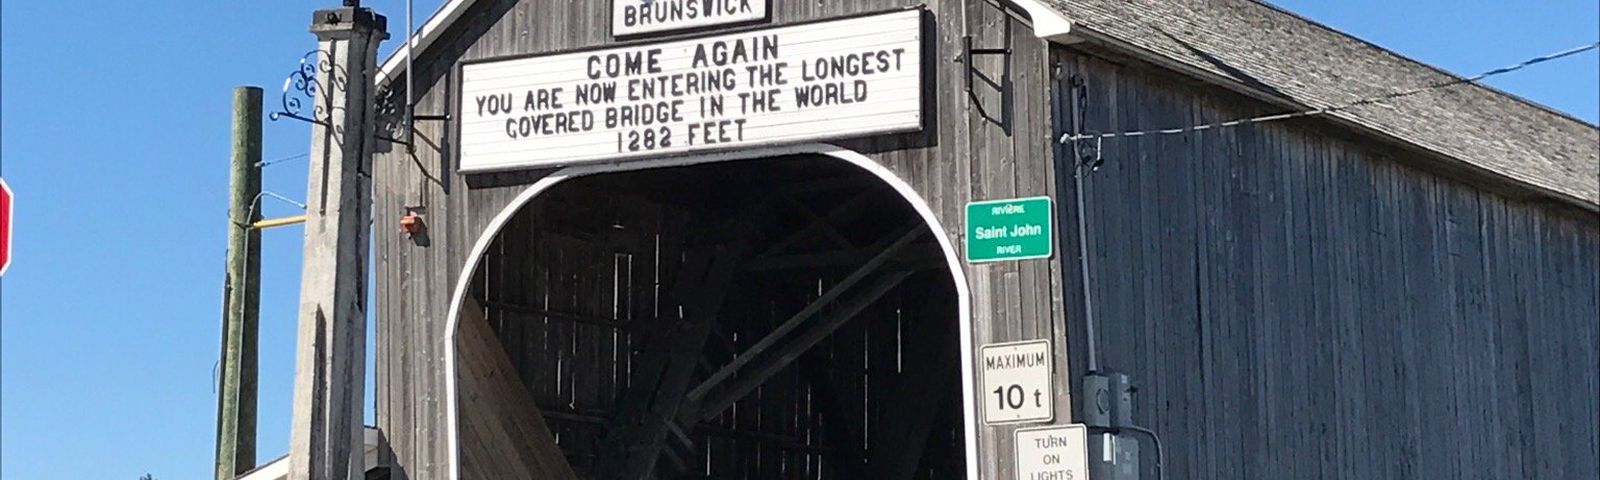 BRUNSWICK
COME AGAIN
YOU ARE NOW ENTERING THE LONGEST
COVERED BRIDGE IN THE WORLD
1282 FEET
RIVIÈRE
Saint John
RIVER
MAXIMUM
10 t
TURN
ON
LIGHTS